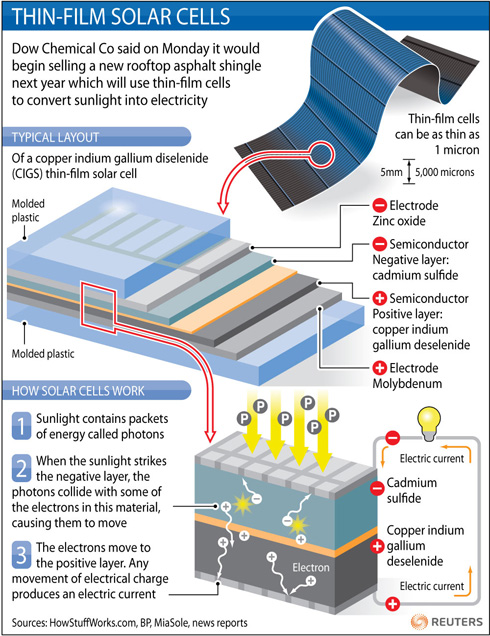 THIN-FILM SOLAR CELLS
Dow Chemical Co said on Monday it would
begin selling a new rooftop asphalt shingle
next year which will use thin-film cells
to convert sunlight into electricity
Thin-film cells
can be as thin as
1 micron
5mm
5,000 microns
TYPICAL LAYOUT
Of a copper indium gallium diselenide
(CIGS) thin-film solar cell
Molded
plastic
Molded plastic
− Electrode
Zinc oxide
− Semiconductor
Negative layer:
cadmium sulfide
+ Semiconductor
Positive layer:
copper indium
gallium deselenide
+ Electrode
Molybdenum
HOW SOLAR CELLS WORK
1 Sunlight contains packets
of energy called photons
2 When the sunlight strikes
the negative layer, the
photons collide with some of
the electrons in this material,
causing them to move
3 The electrons move to
the positive layer. Any
movement of electrical charge
produces an electric current
P P P P
− −
+ +
+ +
Electron
−
Electric current
− Cadmium
sulfide
+ Copper indium
gallium
deselenide
Electric current
+
Sources: HowStuffWorks.com, BP, MiaSole, news reports
REUTERS